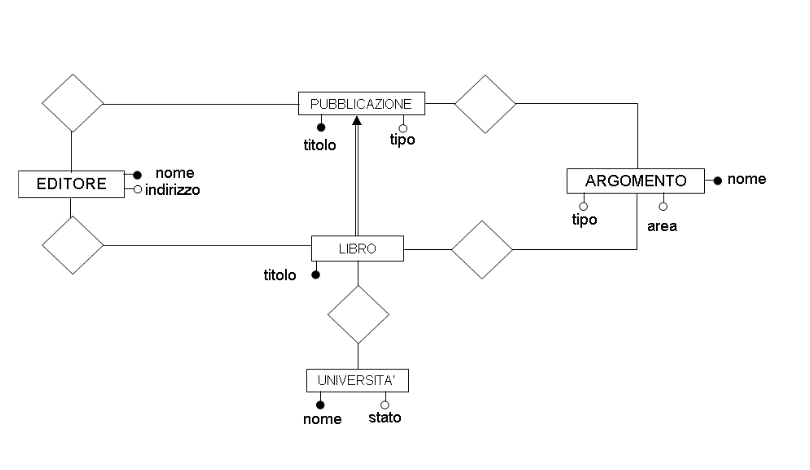 PUBBLICAZIONE
titolo
tipo
EDITORE
nome
indirizzo
ARGOMENTO
nome
tipo
area
LIBRO
titolo
UNIVERSITA'
nome
stato